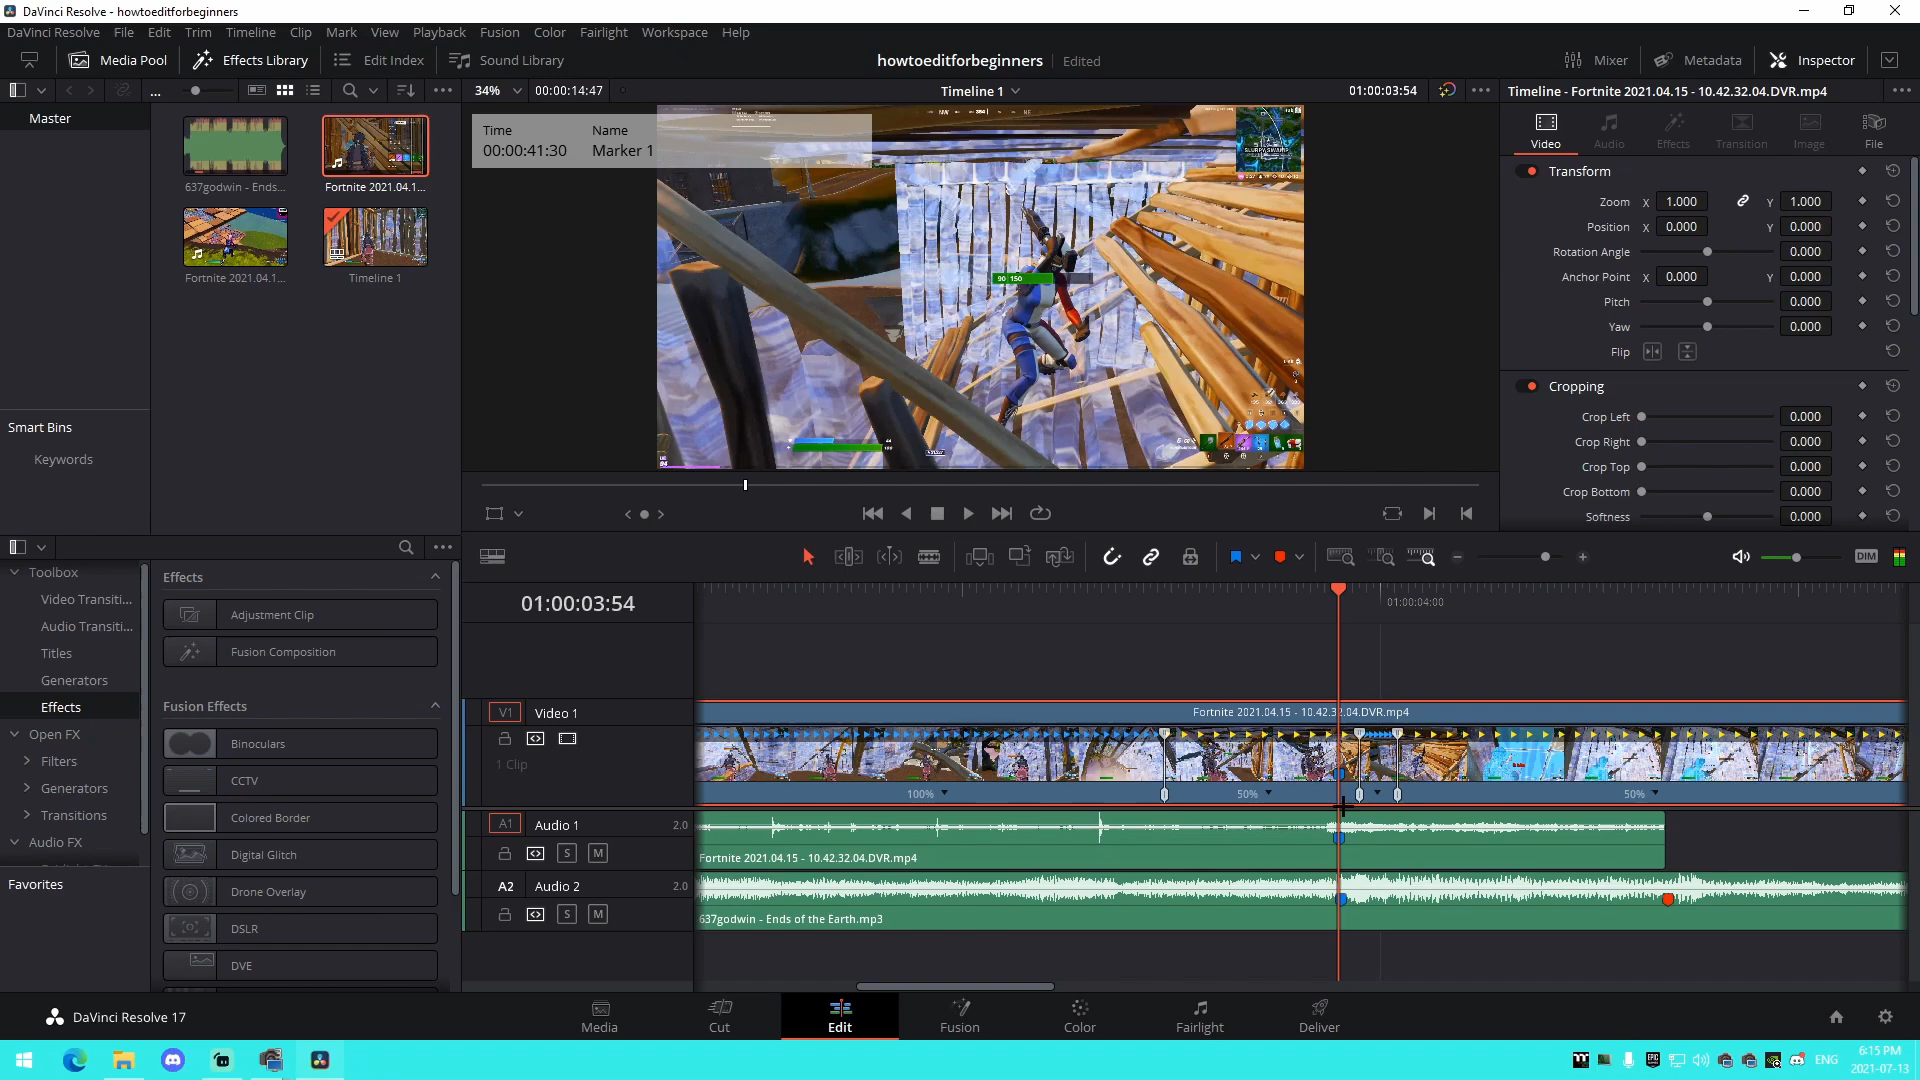 DaVinci Resolve - howtoeditforbeginners
DaVinci Resolve File Edit Trim Timeline Clip Mark View Playback Fusion Color Fairlight Workspace Help
Media Pool Effects Library Edit Index Sound Library howtoeditforbeginners Edited Mixer Metadata Inspector
... 34% 00:00:14:47 Timeline 1 01:00:03:54 Timeline - Fortnite 2021.04.15 - 10.42.32.04.DVR.mp4
Master
637godwin - Ends...
Fortnite 2021.04.1...
Fortnite 2021.04.1...
Timeline 1
Smart Bins
Keywords
Time Name
00:00:41:30 Marker 1
NW
NE
SLURPY SWAMP
90 150
Video Audio Effects Transition Image File
Transform
Zoom X 1.000 Y 1.000
Position X 0.000 Y 0.000
Rotation Angle 0.000
Anchor Point X 0.000 Y 0.000
Pitch 0.000
Yaw 0.000
Flip
Cropping
Crop Left 0.000
Crop Right 0.000
Crop Top 0.000
Crop Bottom 0.000
Softness 0.000
DIM
Toolbox
Video Transiti...
Audio Transiti...
Titles
Generators
Effects
Open FX
Filters
Generators
Transitions
Audio FX
Favorites
Effects
Adjustment Clip
Fusion Composition
Fusion Effects
Binoculars
CCTV
Colored Border
Digital Glitch
Drone Overlay
DSLR
DVE
01:00:03:54
01:00:04:00
V1 Video 1
1 Clip
Fortnite 2021.04.15 - 10.42.32.04.DVR.mp4
100% 50% 50%
A1 Audio 1 2.0
S M
Fortnite 2021.04.15 - 10.42.32.04.DVR.mp4
A2 Audio 2 2.0
S M
637godwin - Ends of the Earth.mp3
DaVinci Resolve 17
Media Cut Edit Fusion Color Fairlight Deliver
ENG
6:15 PM
2021-07-13